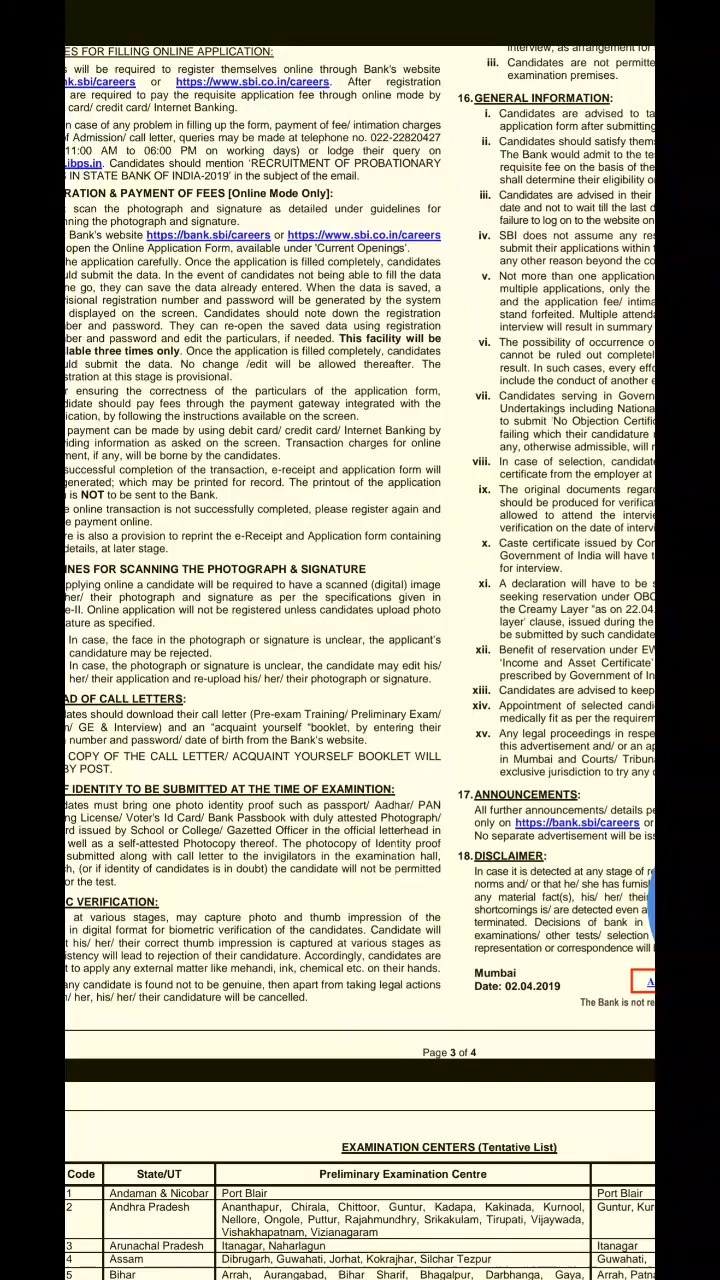 ES FOR FILLING ONLINE APPLICATION:
s will be required to register themselves online through Bank's website
nk.sbi/careers or https://www.sbi.co.in/careers. After registration
are required to pay the requisite application fee through online mode by
card/ credit card/ Internet Banking.
n case of any problem in filling up the form, payment of fee/ intimation charges
f Admission/ call letter, queries may be made at telephone no. 022-22820427
11:00 AM to 06:00 PM on working days) or lodge their query on
.ibps.in. Candidates should mention 'RECRUITMENT OF PROBATIONARY
IN STATE BANK OF INDIA-2019' in the subject of the email.
RATION & PAYMENT OF FEES [Online Mode Only]:
scan the photograph and signature as detailed under guidelines for
nning the photograph and signature.
Bank's website https://bank.sbi/careers or https://www.sbi.co.in/careers
open the Online Application Form, available under 'Current Openings'.
he application carefully. Once the application is filled completely, candidates
uld submit the data. In the event of candidates not being able to fill the data
ne go, they can save the data already entered. When the data is saved, a
visional registration number and password will be generated by the system
displayed on the screen. Candidates should note down the registration
ber and password. They can re-open the saved data using registration
ber and password and edit the particulars, if needed. This facility will be
lable three times only. Once the application is filled completely, candidates
uld submit the data. No change /edit will be allowed thereafter. The
stration at this stage is provisional.
r ensuring the correctness of the particulars of the application form,
didate should pay fees through the payment gateway integrated with the
ication, by following the instructions available on the screen.
payment can be made by using debit card/ credit card/ Internet Banking by
viding information as asked on the screen. Transaction charges for online
ment, if any, will be borne by the candidates.
successful completion of the transaction, e-receipt and application form will
generated; which may be printed for record. The printout of the application
is NOT to be sent to the Bank.
e online transaction is not successfully completed, please register again and
e payment online.
re is also a provision to reprint the e-Receipt and Application form containing
details, at later stage.
INES FOR SCANNING THE PHOTOGRAPH & SIGNATURE
pplying online a candidate will be required to have a scanned (digital) image
her/ their photograph and signature as per the specifications given in
e-II. Online application will not be registered unless candidates upload photo
ature as specified.
In case, the face in the photograph or signature is unclear, the applicant's
candidature may be rejected.
In case, the photograph or signature is unclear, the candidate may edit his/
her/ their application and re-upload his/ her/ their photograph or signature.
AD OF CALL LETTERS:
lates should download their call letter (Pre-exam Training/ Preliminary Exam/
n/ GE & Interview) and an "acquaint yourself "booklet, by entering their
number and password/ date of birth from the Bank's website.
COPY OF THE CALL LETTER/ ACQUAINT YOURSELF BOOKLET WILL
BY POST.
F IDENTITY TO BE SUBMITTED AT THE TIME OF EXAMINTION:
dates must bring one photo identity proof such as passport/ Aadhar/ PAN
ng License/ Voter's Id Card/ Bank Passbook with duly attested Photograph/
rd issued by School or College/ Gazetted Officer in the official letterhead in
well as a self-attested Photocopy thereof. The photocopy of Identity proof
submitted along with call letter to the invigilators in the examination hall,
h, (or if identity of candidates is in doubt) the candidate will not be permitted
or the test.
C VERIFICATION:
at various stages, may capture photo and thumb impression of the
in digital format for biometric verification of the candidates. Candidate will
t his/ her/ their correct thumb impression is captured at various stages as
istency will lead to rejection of their candidature. Accordingly, candidates are
t to apply any external matter like mehandi, ink, chemical etc. on their hands.
any candidate is found not to be genuine, then apart from taking legal actions
n/ her, his/ her/ their candidature will be cancelled.
interview, as arrangement for
iii. Candidates are not permitte
examination premises.
16. GENERAL INFORMATION:
i. Candidates are advised to ta
application form after submitting
ii. Candidates should satisfy thems
The Bank would admit to the te
requisite fee on the basis of the
shall determine their eligibility o
iii. Candidates are advised in their
date and not to wait till the last d
failure to log on to the website on
iv. SBI does not assume any res
submit their applications within t
any other reason beyond the co
v. Not more than one application
multiple applications, only the
and the application fee/ intima
stand forfeited. Multiple attenda
interview will result in summary
vi. The possibility of occurrence o
cannot be ruled out completel
result. In such cases, every effo
include the conduct of another e
vii. Candidates serving in Govern
Undertakings including Nationa
to submit 'No Objection Certific
failing which their candidature
any, otherwise admissible, will r
viii. In case of selection, candidate
certificate from the employer at
ix. The original documents regar
should be produced for verificat
allowed to attend the intervie
verification on the date of intervi
x. Caste certificate issued by Con
Government of India will have t
for interview.
xi. A declaration will have to be s
seeking reservation under OBC
the Creamy Layer "as on 22.04.
layer' clause, issued during the
be submitted by such candidate
xii. Benefit of reservation under EW
'Income and Asset Certificate'
prescribed by Government of In
xiii. Candidates are advised to keep
xiv. Appointment of selected candi
medically fit as per the requirem
xv. Any legal proceedings in respe
this advertisement and/ or an ap
in Mumbai and Courts/ Tribuna
exclusive jurisdiction to try any c
17. ANNOUNCEMENTS:
All further announcements/ details pe
only on https://bank.sbi/careers or
No separate advertisement will be iss
18. DISCLAIMER:
In case it is detected at any stage of re
norms and/ or that he/ she has furnish
any material fact(s), his/ her/ their
shortcomings is/ are detected even a
terminated. Decisions of bank in
examinations/ other tests/ selection
representation or correspondence will
Mumbai
Date: 02.04.2019
A
The Bank is not re
Page 3 of 4
EXAMINATION CENTERS (Tentative List)
Code State/UT Preliminary Examination Centre
1 Andaman & Nicobar Port Blair Port Blair
2 Andhra Pradesh Ananthapur, Chirala, Chittoor, Guntur, Kadapa, Kakinada, Kurnool, Guntur, Kur
Nellore, Ongole, Puttur, Rajahmundry, Srikakulam, Tirupati, Vijaywada,
Vishakhapatnam, Vizianagaram
3 Arunachal Pradesh Itanagar, Naharlagun Itanagar
4 Assam Dibrugarh, Guwahati, Jorhat, Kokrajhar, Silchar Tezpur Guwahati,
5 Bihar Arrah, Aurangabad, Bihar Sharif, Bhagalpur, Darbhanga, Gaya, Arrah, Patn